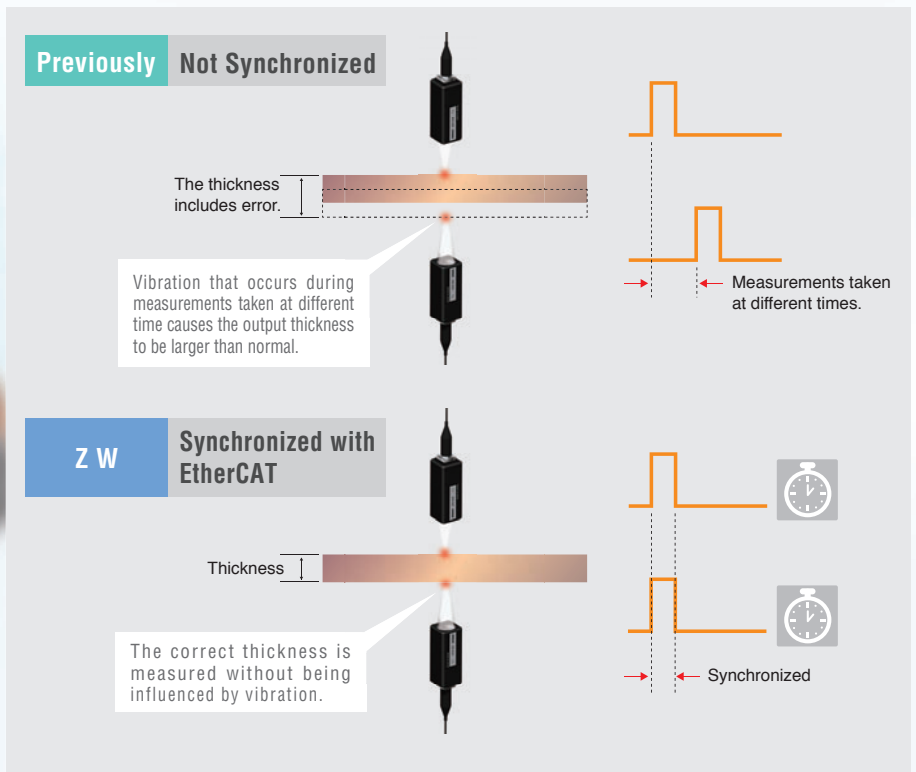 Previously
Not Synchronized
The thickness
includes error.
Vibration that occurs during
measurements taken at different
time causes the output thickness
to be larger than normal.
Measurements taken
at different times.
Z W
Synchronized with
EtherCAT
Thickness
The correct thickness is
measured without being
influenced by vibration.
Synchronized